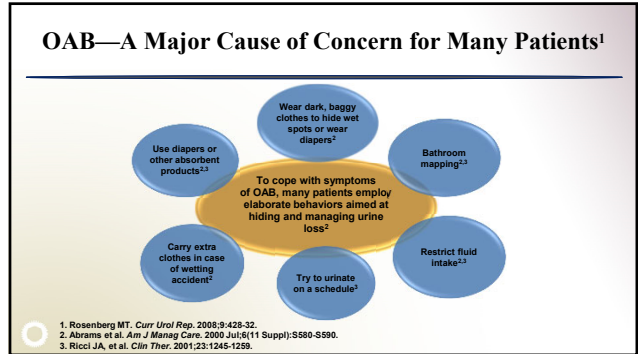 OAB—A Major Cause of Concern for Many Patients¹
Wear dark, baggy
clothes to hide wet
spots or wear
diapers²
Use diapers or
other absorbent
products²,³
Bathroom
mapping²,³
To cope with symptoms
of OAB, many patients employ
elaborate behaviors aimed at
hiding and managing urine
loss²
Carry extra
clothes in case
of wetting
accident²
Try to urinate
on a schedule³
Restrict fluid
intake²,³
1. Rosenberg MT. Curr Urol Rep. 2008;9:428-32.
2. Abrams et al. Am J Manag Care. 2000 Jul;6(11 Suppl):S580-S590.
3. Ricci JA, et al. Clin Ther. 2001;23:1245-1259.